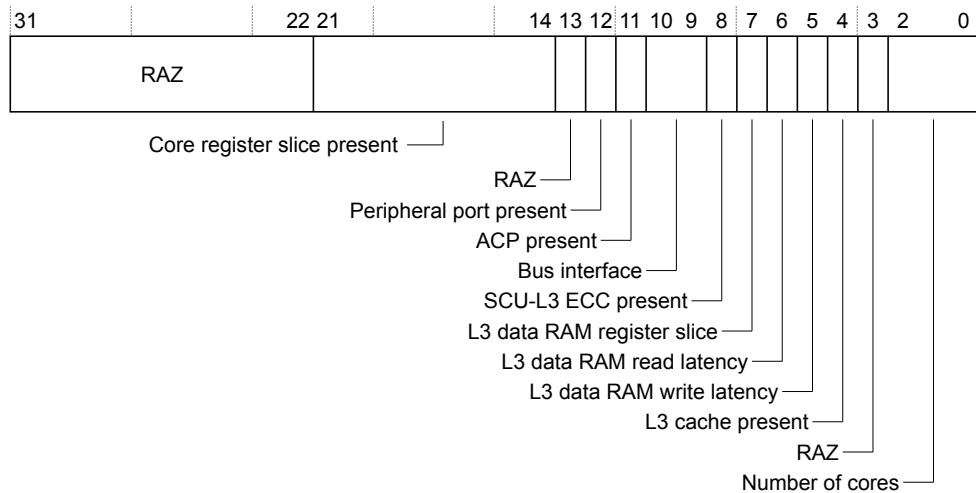 31 22 21 14 13 12 11 10 9 8 7 6 5 4 3 2 0
RAZ
Core register slice present
RAZ
Peripheral port present
ACP present
Bus interface
SCU-L3 ECC present
L3 data RAM register slice
L3 data RAM read latency
L3 data RAM write latency
L3 cache present
RAZ
Number of cores